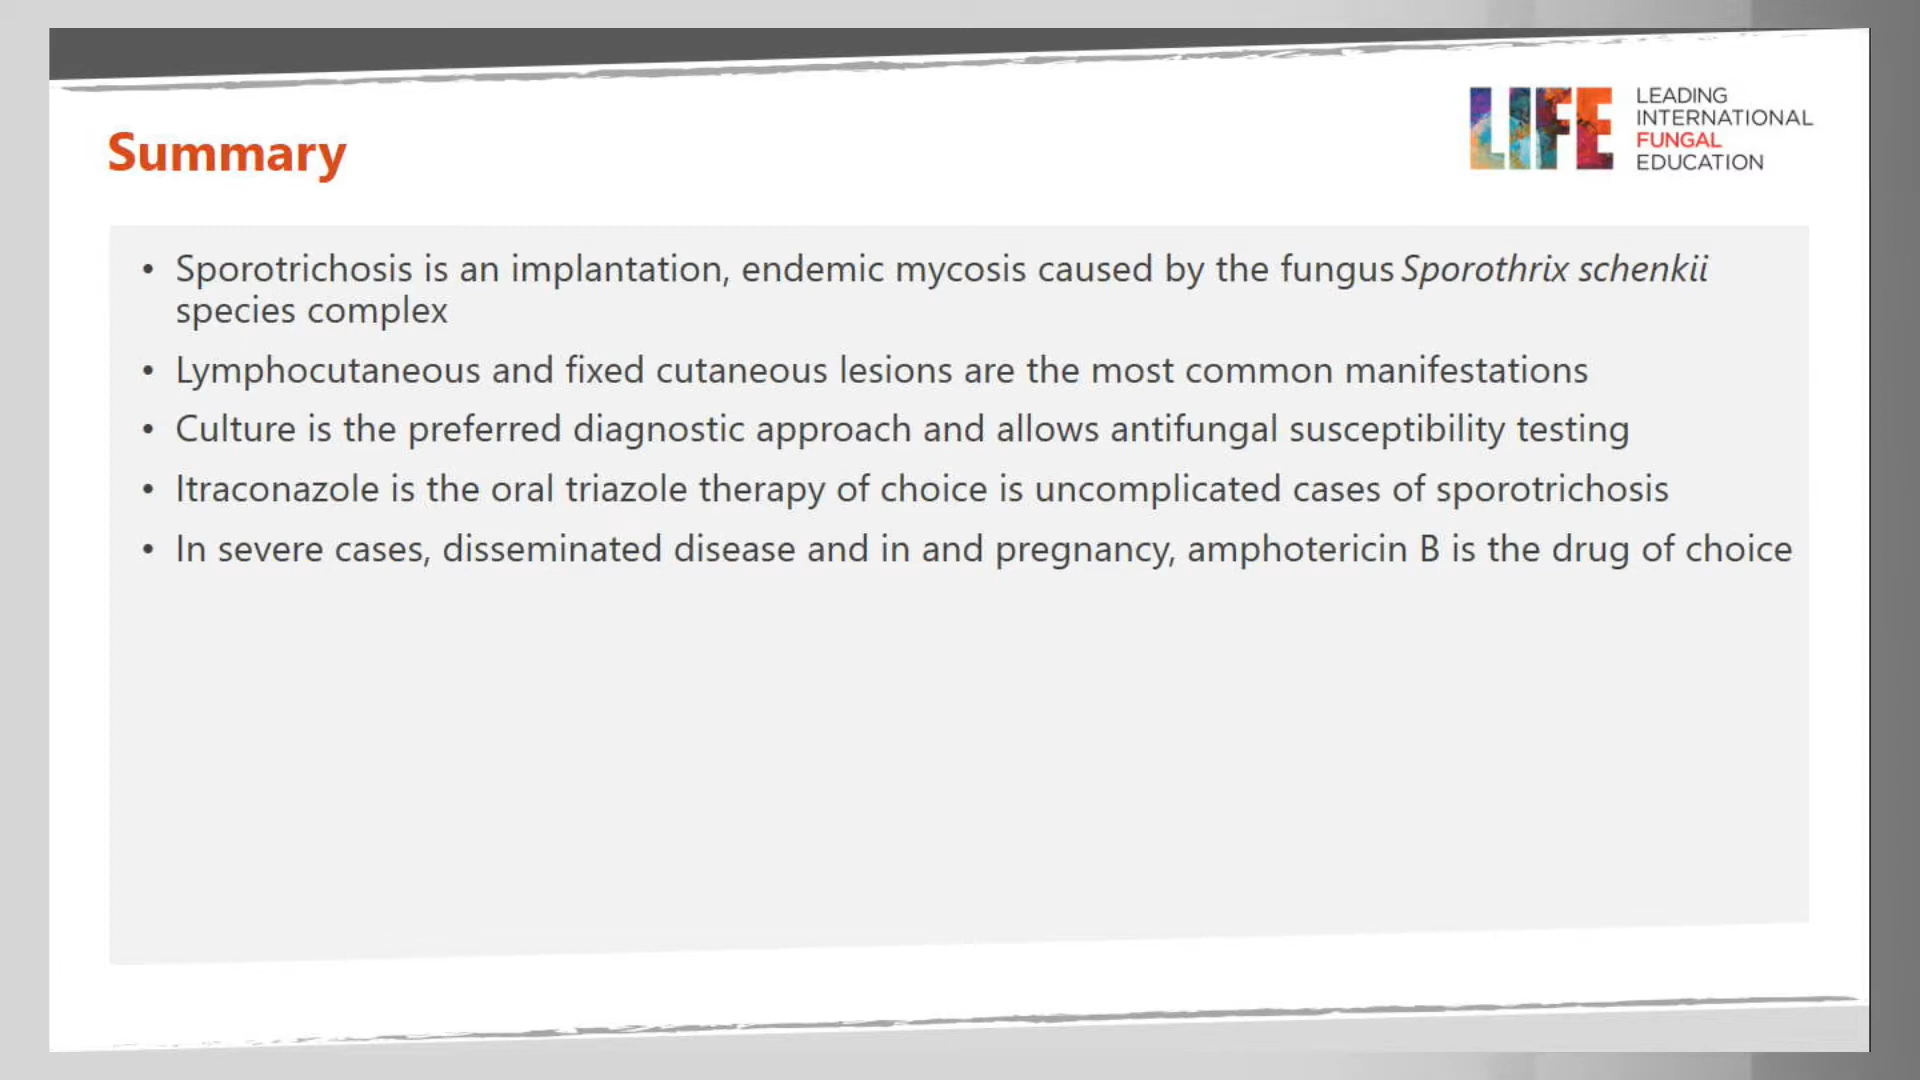 Summary
LIFE
LEADING
INTERNATIONAL
FUNGAL
EDUCATION
• Sporotrichosis is an implantation, endemic mycosis caused by the fungus Sporothrix schenkii
species complex
• Lymphocutaneous and fixed cutaneous lesions are the most common manifestations
• Culture is the preferred diagnostic approach and allows antifungal susceptibility testing
• Itraconazole is the oral triazole therapy of choice is uncomplicated cases of sporotrichosis
• In severe cases, disseminated disease and in and pregnancy, amphotericin B is the drug of choice